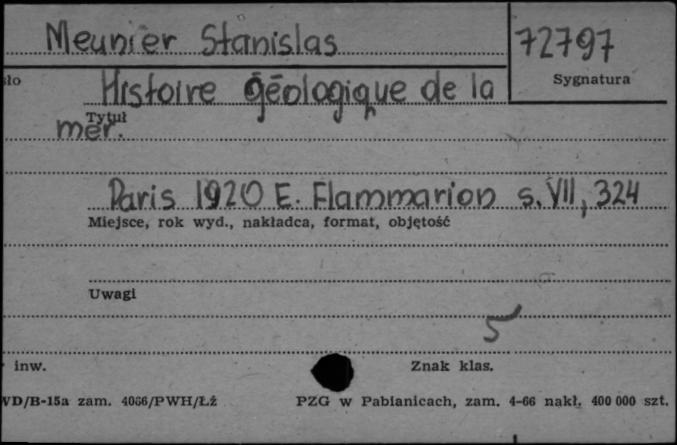 Meunier Stanislas 72797
Sygnatura
Histoire géologique de la
Tytuł
mer.
Paris 1920 E. Flammarion s. VII, 324
Miejsce, rok wyd., nakładca, format, objętość
Uwagi
5
inw. Znak klas.
VD/B-15a zam. 4066/PWH/Łż PZG w Pabianicach, zam. 4-66 nakł. 400 000 szt.